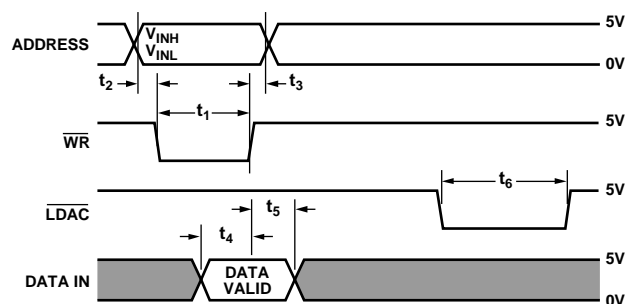 ADDRESS
V_INH
V_INL
5V
0V
t_2
t_3
t_1
WR
5V
LDAC
5V
t_6
t_5
t_4
DATA IN
DATA
VALID
5V
0V